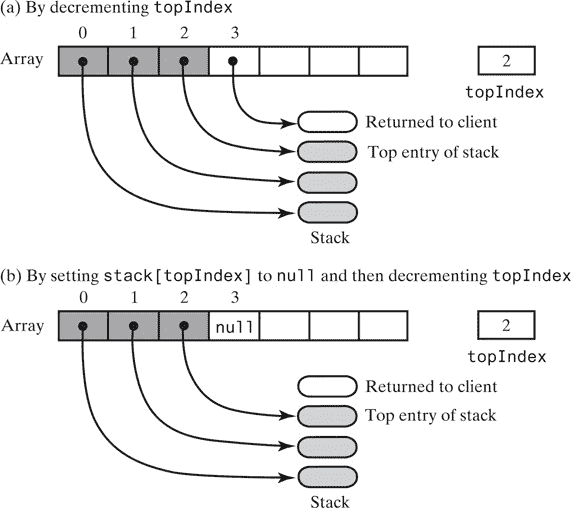 (a) By decrementing topIndex
0 1 2 3
Array 2
topIndex
Returned to client
Top entry of stack
Stack
(b) By setting stack[topIndex] to null and then decrementing topIndex
0 1 2 3
Array null 2
topIndex
Returned to client
Top entry of stack
Stack